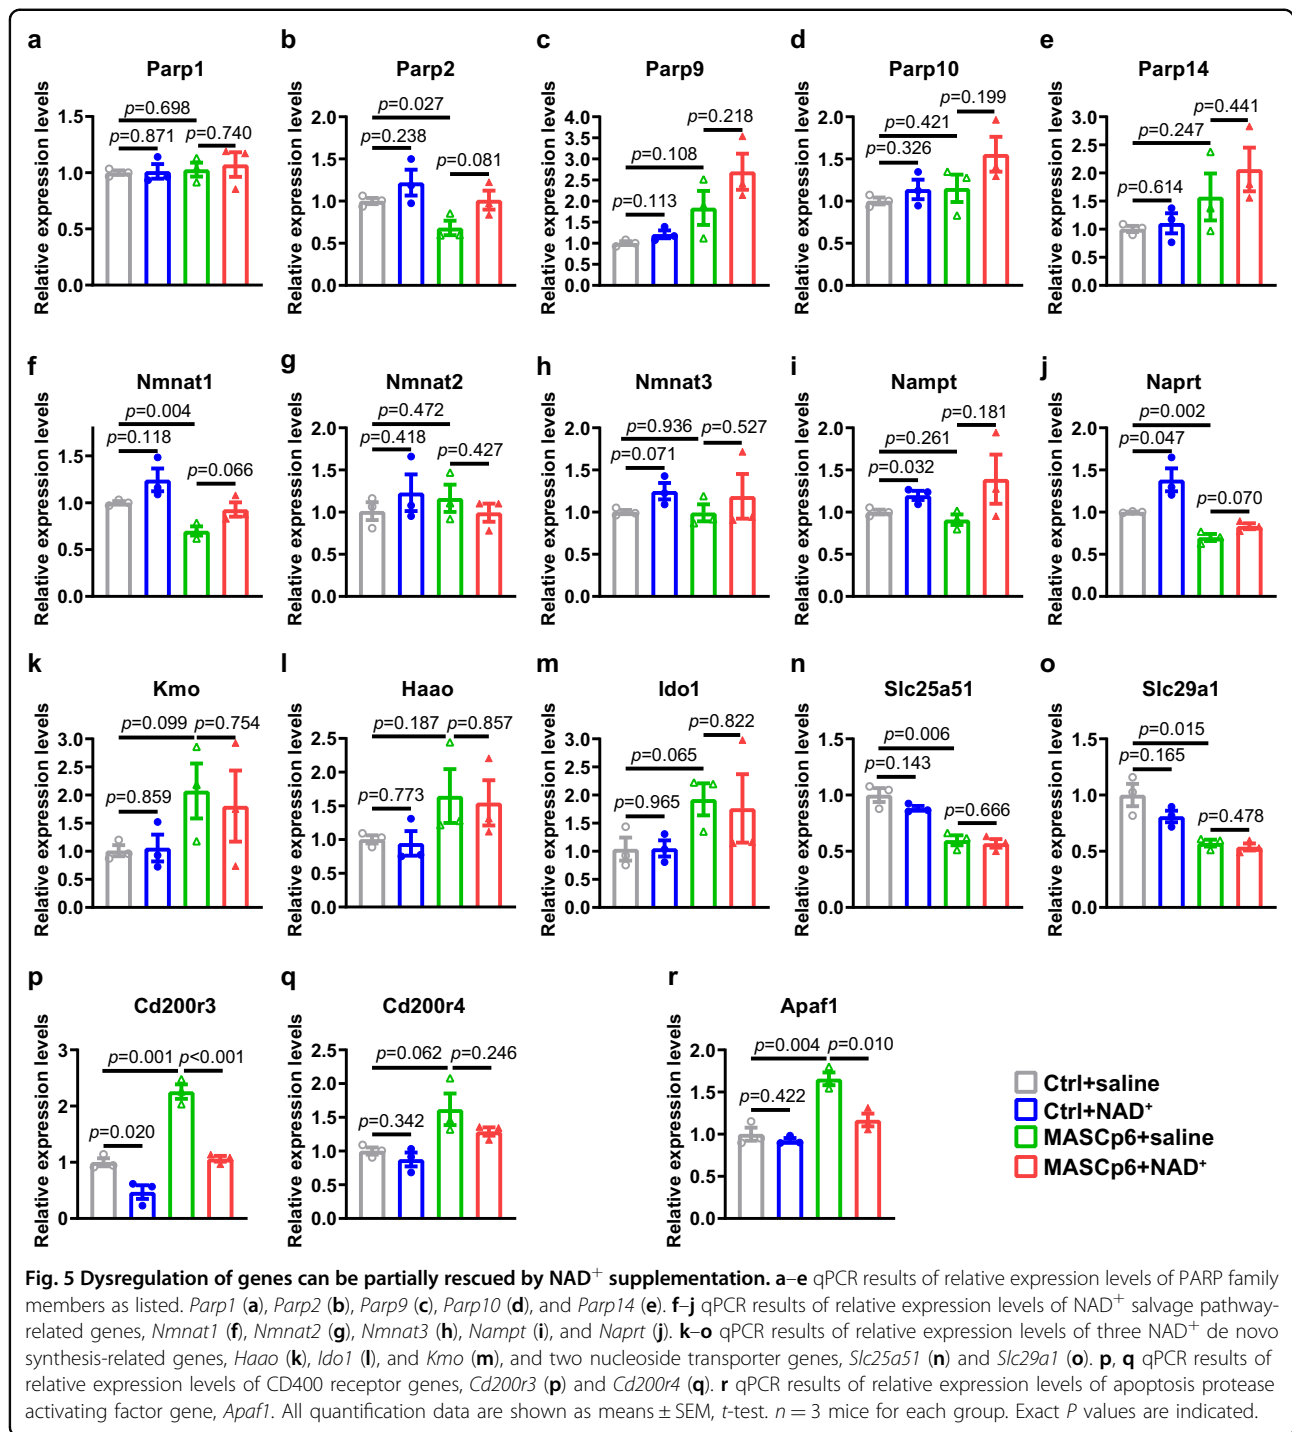 a
b
c
d
e
Parp1
Parp2
Parp9
Parp10
Parp14
Relative expression levels
1.5
1.0
0.5
0.0
p=0.698
p=0.871
p=0.740
Relative expression levels
2.0
1.5
1.0
0.5
0.0
p=0.027
p=0.238
p=0.081
Relative expression levels
4.0
3.5
3.0
2.5
2.0
1.5
1.0
0.5
0.0
p=0.218
p=0.108
p=0.113
Relative expression levels
2.0
1.5
1.0
0.5
0.0
p=0.199
p=0.421
p=0.326
Relative expression levels
3.0
2.5
2.0
1.5
1.0
0.5
0.0
p=0.441
p=0.247
p=0.614
f
g
h
i
j
Nmnat1
Nmnat2
Nmnat3
Nampt
Naprt
Relative expression levels
1.5
1.0
0.5
0.0
p=0.004
p=0.118
p=0.066
Relative expression levels
2.0
1.5
1.0
0.5
0.0
p=0.472
p=0.418
p=0.427
Relative expression levels
2.0
1.5
1.0
0.5
0.0
p=0.936
p=0.527
p=0.071
Relative expression levels
2.0
1.5
1.0
0.5
0.0
p=0.181
p=0.261
p=0.032
Relative expression levels
2.0
1.5
1.0
0.5
0.0
p=0.002
p=0.047
p=0.070
k
l
m
n
o
Kmo
Haao
Ido1
Slc25a51
Slc29a1
Relative expression levels
3.0
2.5
2.0
1.5
1.0
0.5
0.0
p=0.099
p=0.754
p=0.859
Relative expression levels
2.5
2.0
1.5
1.0
0.5
0.0
p=0.187
p=0.857
p=0.773
Relative expression levels
3.0
2.5
2.0
1.5
1.0
0.5
0.0
p=0.822
p=0.065
p=0.965
Relative expression levels
1.5
1.0
0.5
0.0
p=0.006
p=0.143
p=0.666
Relative expression levels
1.5
1.0
0.5
0.0
p=0.015
p=0.165
p=0.478
p
q
r
Cd200r3
Cd200r4
Apaf1
Relative expression levels
3
2
1
0
p=0.001
p<0.001
p=0.020
Relative expression levels
2.5
2.0
1.5
1.0
0.5
0.0
p=0.062
p=0.246
p=0.342
Relative expression levels
2.0
1.5
1.0
0.5
0.0
p=0.004
p=0.010
p=0.422
Ctrl+saline
Ctrl+NAD⁺
MASCp6+saline
MASCp6+NAD⁺
Fig. 5 Dysregulation of genes can be partially rescued by NAD⁺ supplementation. a–e qPCR results of relative expression levels of PARP family
members as listed. Parp1 (a), Parp2 (b), Parp9 (c), Parp10 (d), and Parp14 (e). f–j qPCR results of relative expression levels of NAD⁺ salvage pathway-
related genes, Nmnat1 (f), Nmnat2 (g), Nmnat3 (h), Nampt (i), and Naprt (j). k–o qPCR results of relative expression levels of three NAD⁺ de novo
synthesis-related genes, Haao (k), Ido1 (l), and Kmo (m), and two nucleoside transporter genes, Slc25a51 (n) and Slc29a1 (o). p, q qPCR results of
relative expression levels of CD400 receptor genes, Cd200r3 (p) and Cd200r4 (q). r qPCR results of relative expression levels of apoptosis protease
activating factor gene, Apaf1. All quantification data are shown as means ± SEM, t-test. n = 3 mice for each group. Exact P values are indicated.